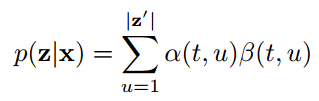 p(z|x) = ∑_{u=1}^{|z′|} α(t, u)β(t, u)